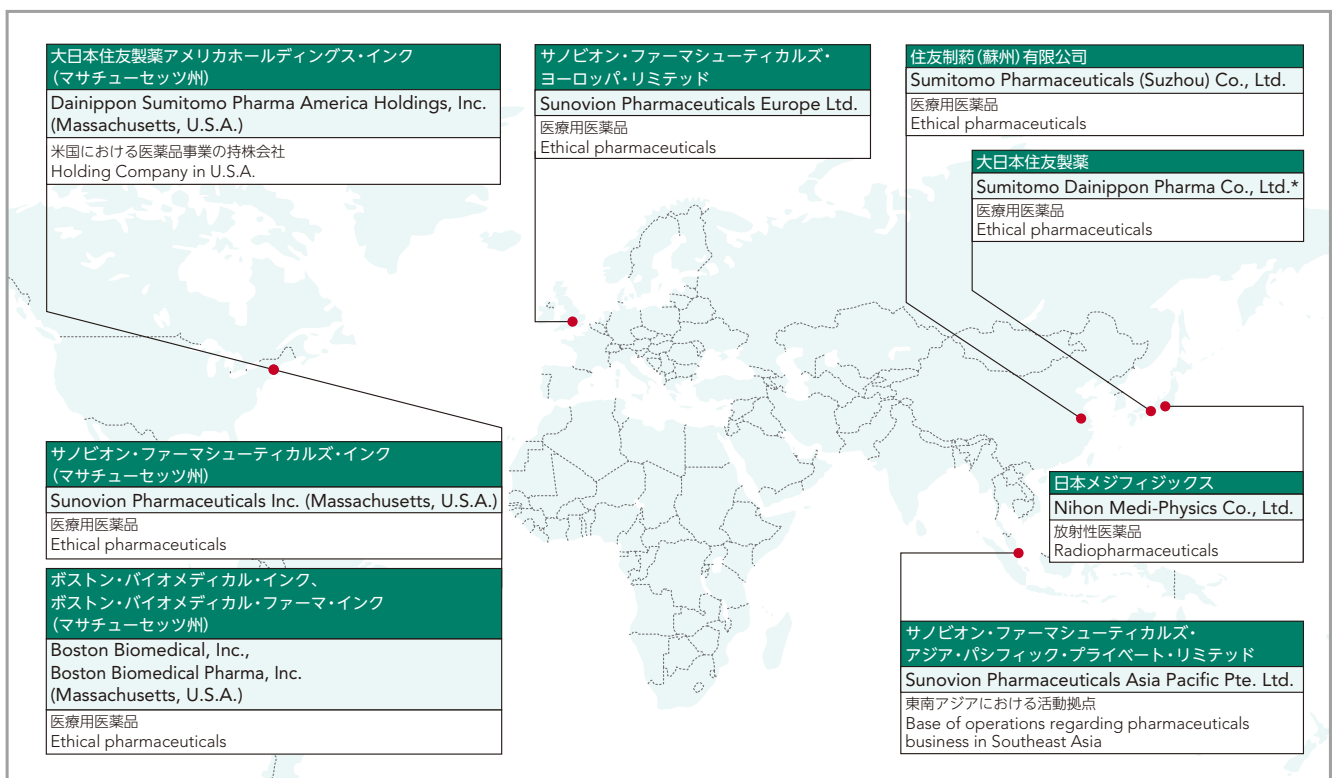 大日本住友製薬アメリカホールディングス・インク
(マサチューセッツ州)
Dainippon Sumitomo Pharma America Holdings, Inc.
(Massachusetts, U.S.A.)
米国における医薬品事業の持株会社
Holding Company in U.S.A.
サノビオン・ファーマシューティカルズ・
ヨーロッパ・リミテッド
Sunovion Pharmaceuticals Europe Ltd.
医療用医薬品
Ethical pharmaceuticals
住友制葯(蘇州)有限公司
Sumitomo Pharmaceuticals (Suzhou) Co., Ltd.
医療用医薬品
Ethical pharmaceuticals
大日本住友製薬
Sumitomo Dainippon Pharma Co., Ltd.*
医療用医薬品
Ethical pharmaceuticals
サノビオン・ファーマシューティカルズ・インク
(マサチューセッツ州)
Sunovion Pharmaceuticals Inc. (Massachusetts, U.S.A.)
医療用医薬品
Ethical pharmaceuticals
ボストン・バイオメディカル・インク、
ボストン・バイオメディカル・ファーマ・インク
(マサチューセッツ州)
Boston Biomedical, Inc.,
Boston Biomedical Pharma, Inc.
(Massachusetts, U.S.A.)
医療用医薬品
Ethical pharmaceuticals
日本メジフィジックス
Nihon Medi-Physics Co., Ltd.
放射性医薬品
Radiopharmaceuticals
サノビオン・ファーマシューティカルズ・
アジア・パシフィック・プライベート・リミテッド
Sunovion Pharmaceuticals Asia Pacific Pte. Ltd.
東南アジアにおける活動拠点
Base of operations regarding pharmaceuticals
business in Southeast Asia